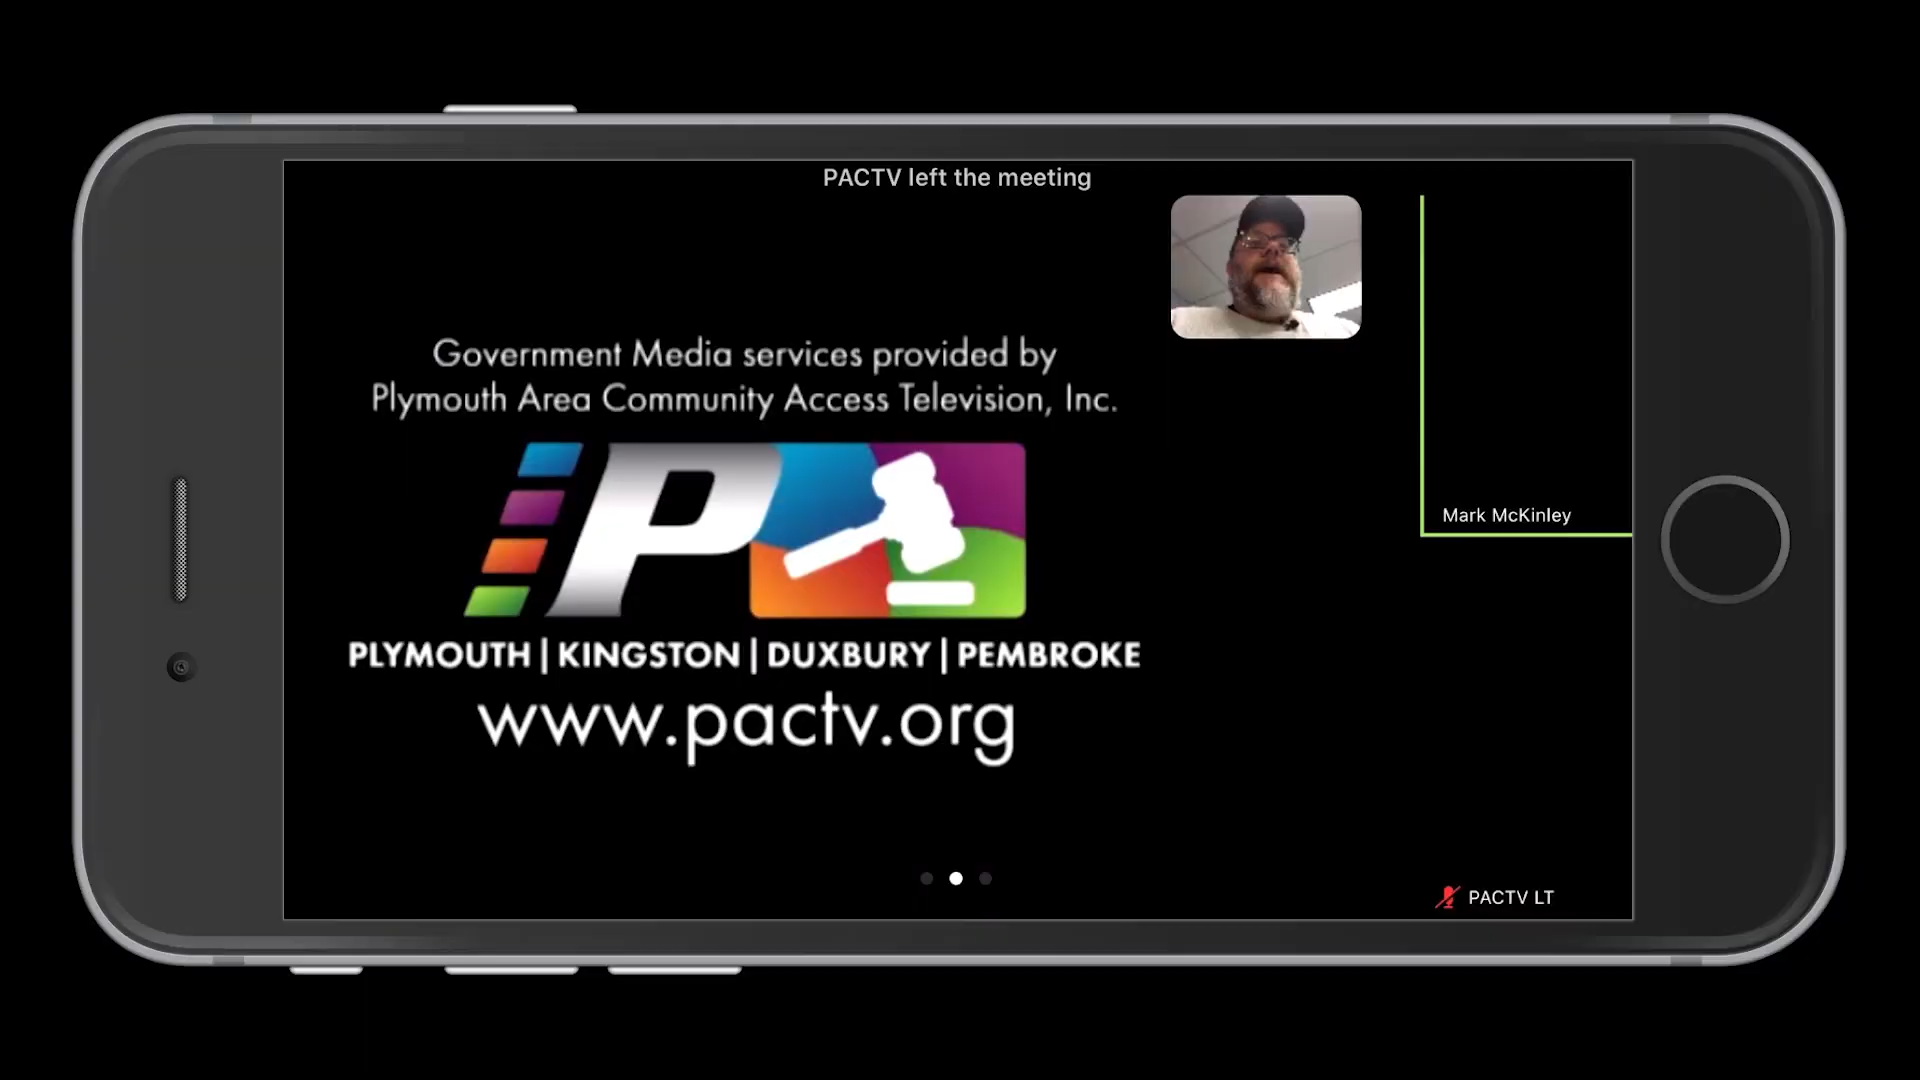 PACTV left the meeting
Government Media services provided by
Plymouth Area Community Access Television, Inc.
P
PLYMOUTH | KINGSTON | DUXBURY | PEMBROKE
www.pactv.org
Mark McKinley
PACTV LT